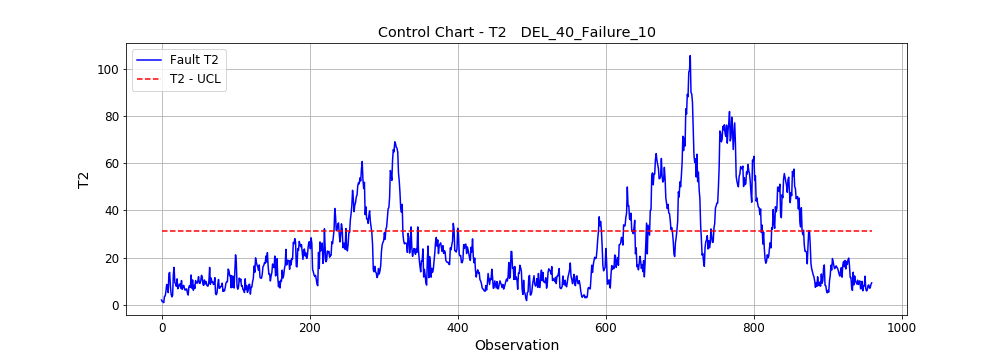 Control Chart - T2   DEL_40_Failure_10
Fault T2
T2 - UCL
100
80
60
40
20
0
T2
0 200 400 600 800 1000
Observation